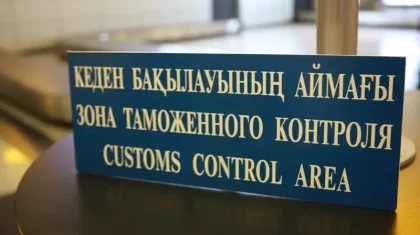 КЕДЕН БАҚЫЛАУЫНЫҢ АЙМАҒЫ
ЗОНА ТАМОЖЕННОГО КОНТРОЛЯ
CUSTOMS CONTROL AREA